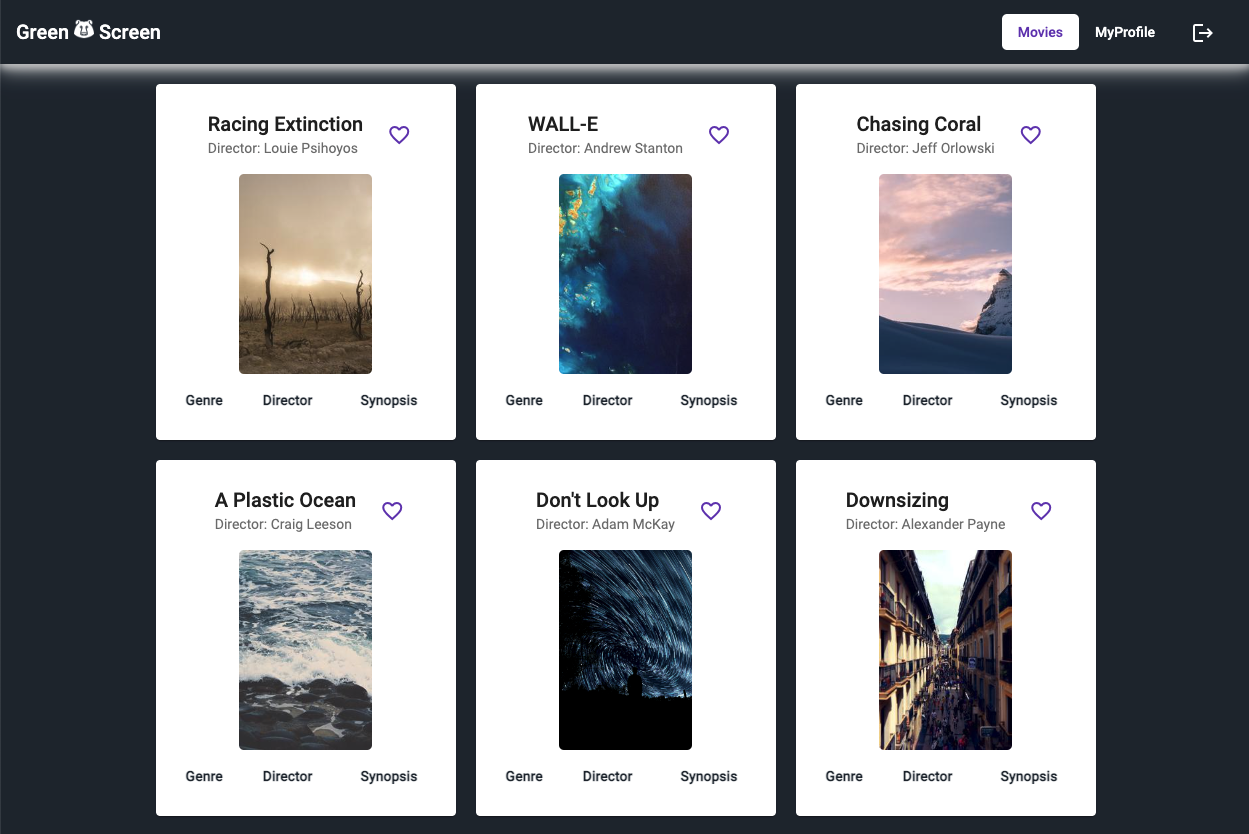 Green Screen
Movies
MyProfile
Racing Extinction
Director: Louie Psihoyos
WALL-E
Director: Andrew Stanton
Chasing Coral
Director: Jeff Orlowski
Genre Director Synopsis
Genre Director Synopsis
Genre Director Synopsis
A Plastic Ocean
Director: Craig Leeson
Don't Look Up
Director: Adam McKay
Downsizing
Director: Alexander Payne
Genre Director Synopsis
Genre Director Synopsis
Genre Director Synopsis